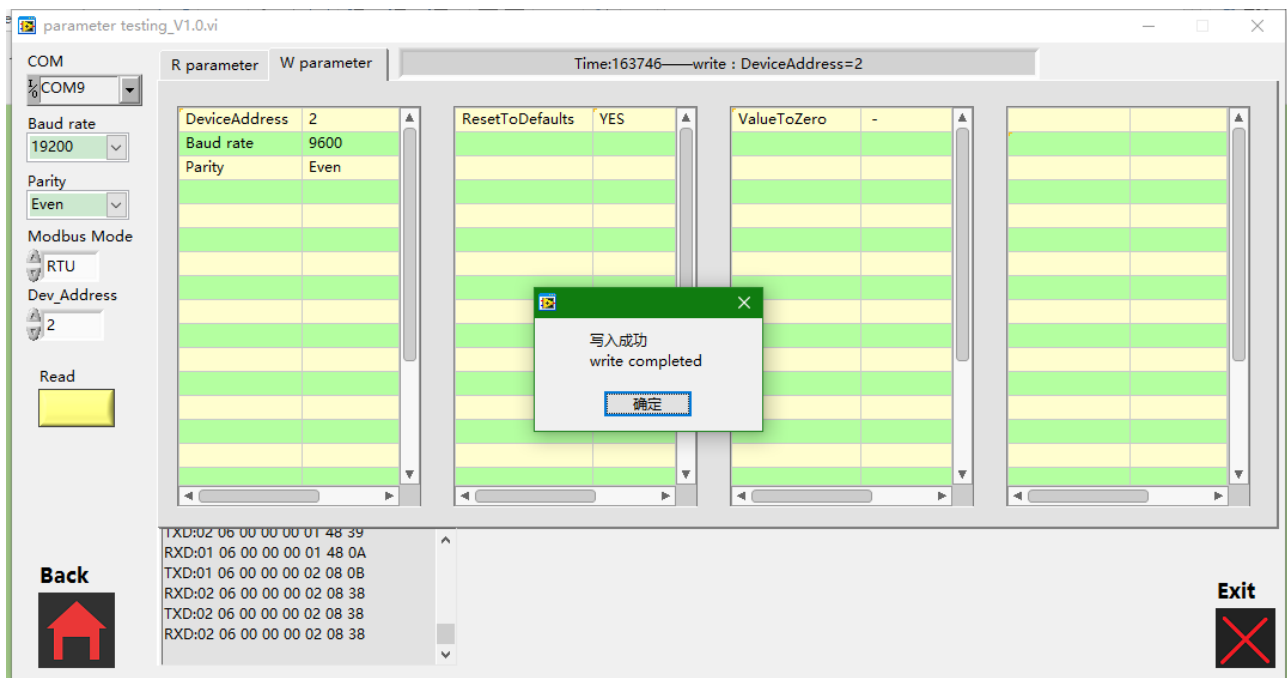 parameter testing_V1.0.vi
COM
COM9
Baud rate
19200
Parity
Even
Modbus Mode
RTU
Dev_Address
2
Read
Back
R parameter
W parameter
Time:163746——write : DeviceAddress=2
DeviceAddress 2
Baud rate 9600
Parity Even
ResetToDefaults YES
ValueToZero -
写入成功
write completed
确定
TXD:02 06 00 00 00 01 48 39
RXD:01 06 00 00 00 01 48 0A
TXD:01 06 00 00 00 02 08 0B
RXD:02 06 00 00 00 02 08 38
TXD:02 06 00 00 00 02 08 38
RXD:02 06 00 00 00 02 08 38
Exit